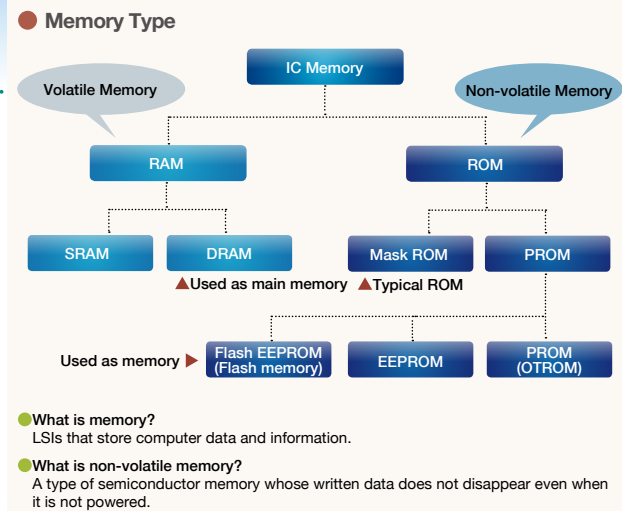 Memory Type
IC Memory
Volatile Memory
Non-volatile Memory
RAM
ROM
SRAM
DRAM
Mask ROM
PROM
▲Used as main memory ▲Typical ROM
Used as memory ▶
Flash EEPROM
(Flash memory)
EEPROM
PROM
(OTROM)
What is memory?
LSIs that store computer data and information.
What is non-volatile memory?
A type of semiconductor memory whose written data does not disappear even when
it is not powered.